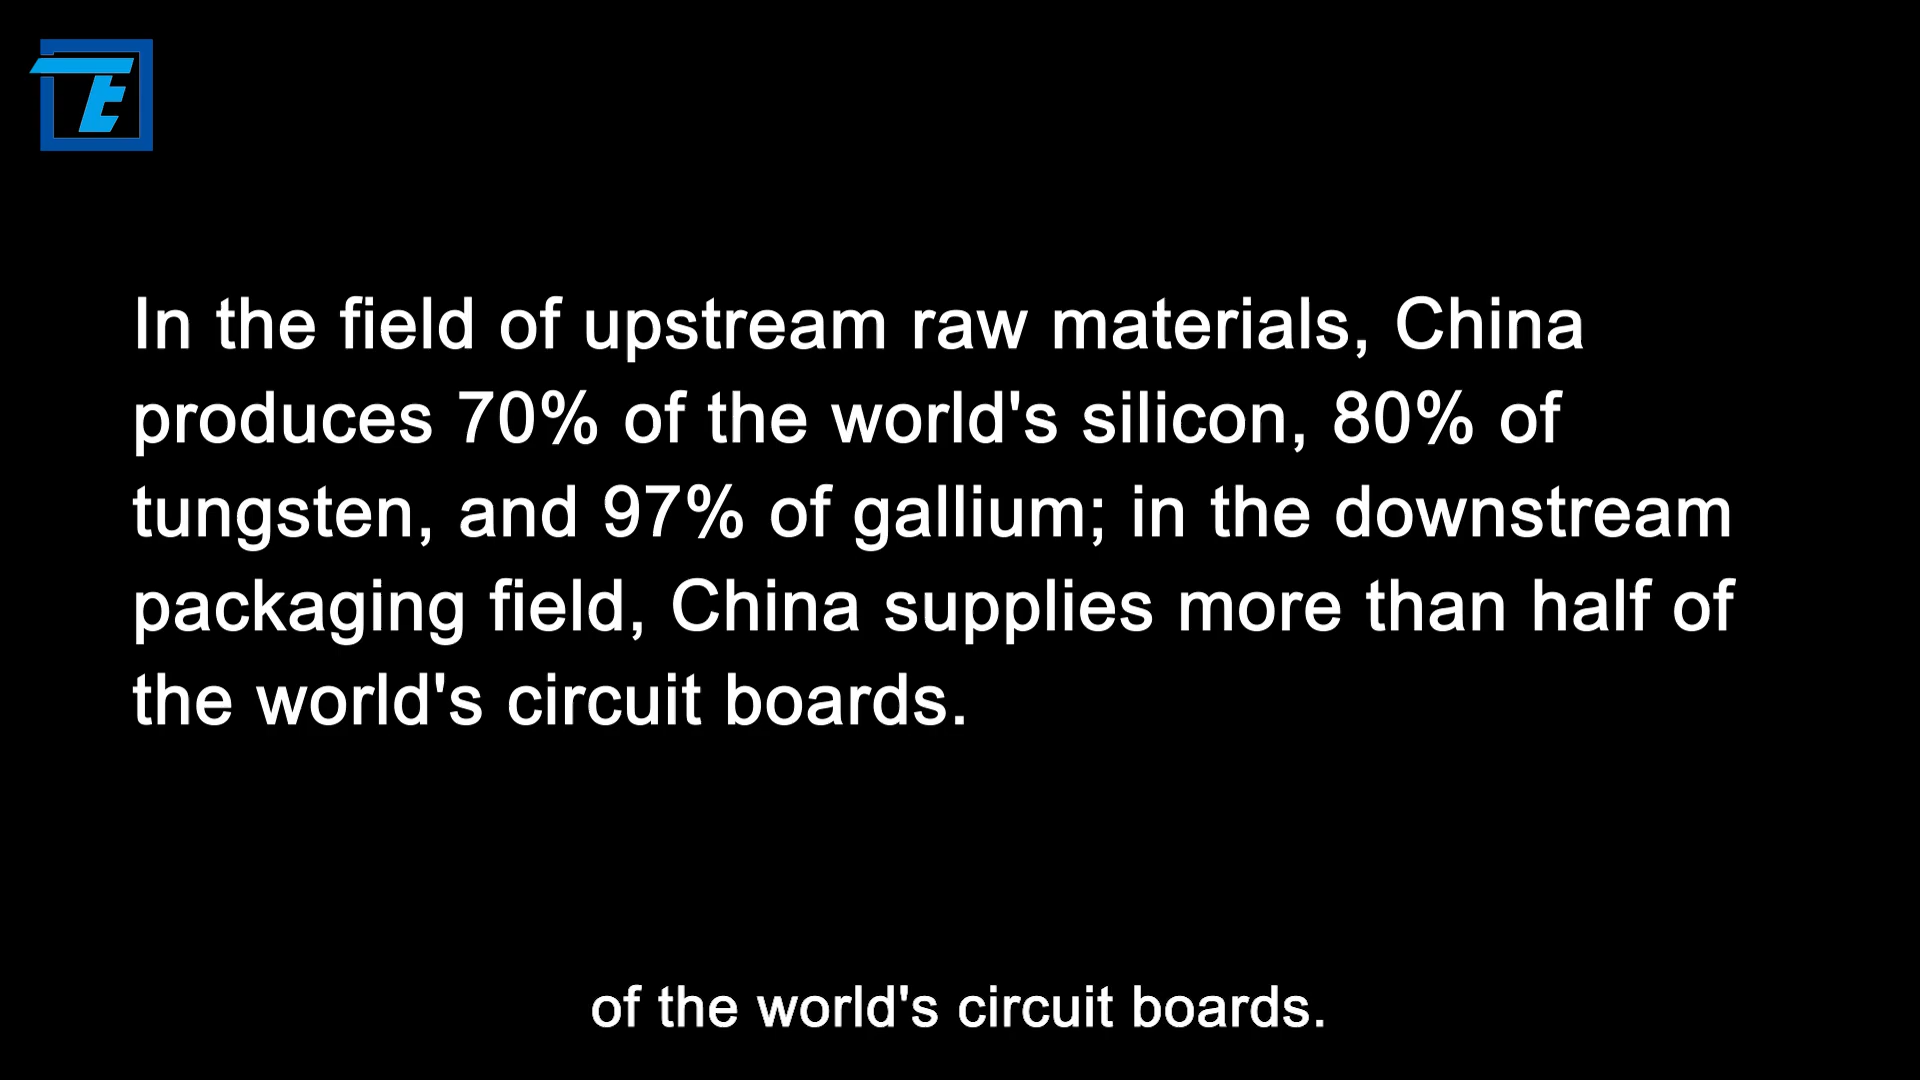 TE
In the field of upstream raw materials, China
produces 70% of the world's silicon, 80% of
tungsten, and 97% of gallium; in the downstream
packaging field, China supplies more than half of
the world's circuit boards.
of the world's circuit boards.